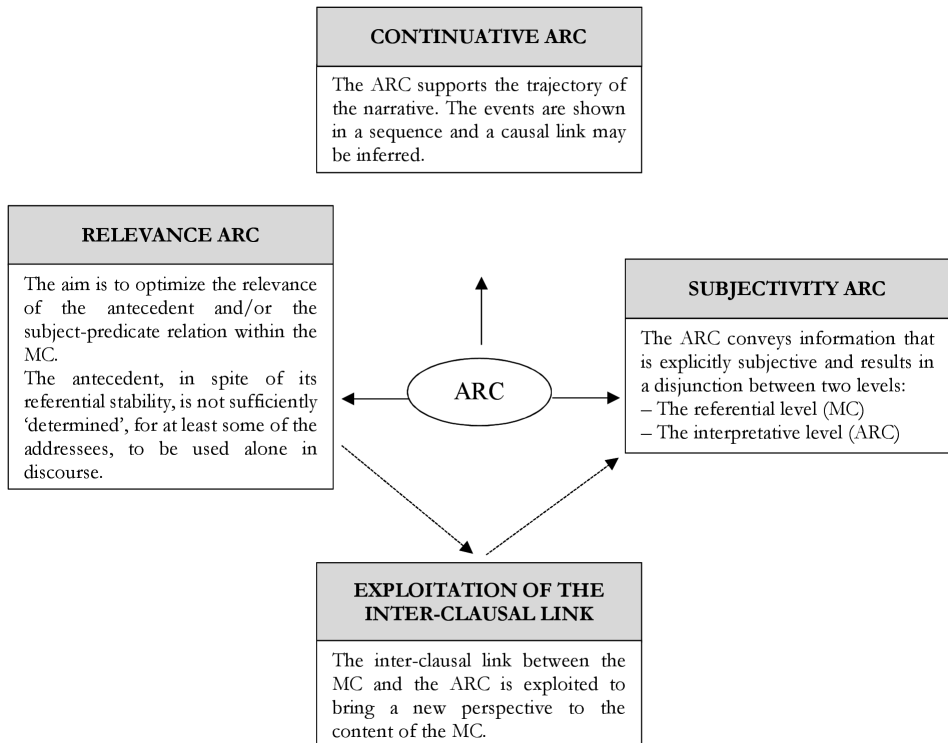 CONTINUATIVE ARC
The ARC supports the trajectory of
the narrative. The events are shown
in a sequence and a causal link may
be inferred.
RELEVANCE ARC
The aim is to optimize the relevance
of the antecedent and/or the
subject-predicate relation within the
MC.
The antecedent, in spite of its
referential stability, is not sufficiently
‘determined’, for at least some of the
addressees, to be used alone in
discourse.
ARC
SUBJECTIVITY ARC
The ARC conveys information that
is explicitly subjective and results in
a disjunction between two levels:
– The referential level (MC)
– The interpretative level (ARC)
EXPLOITATION OF THE
INTER-CLAUSAL LINK
The inter-clausal link between the
MC and the ARC is exploited to
bring a new perspective to the
content of the MC.